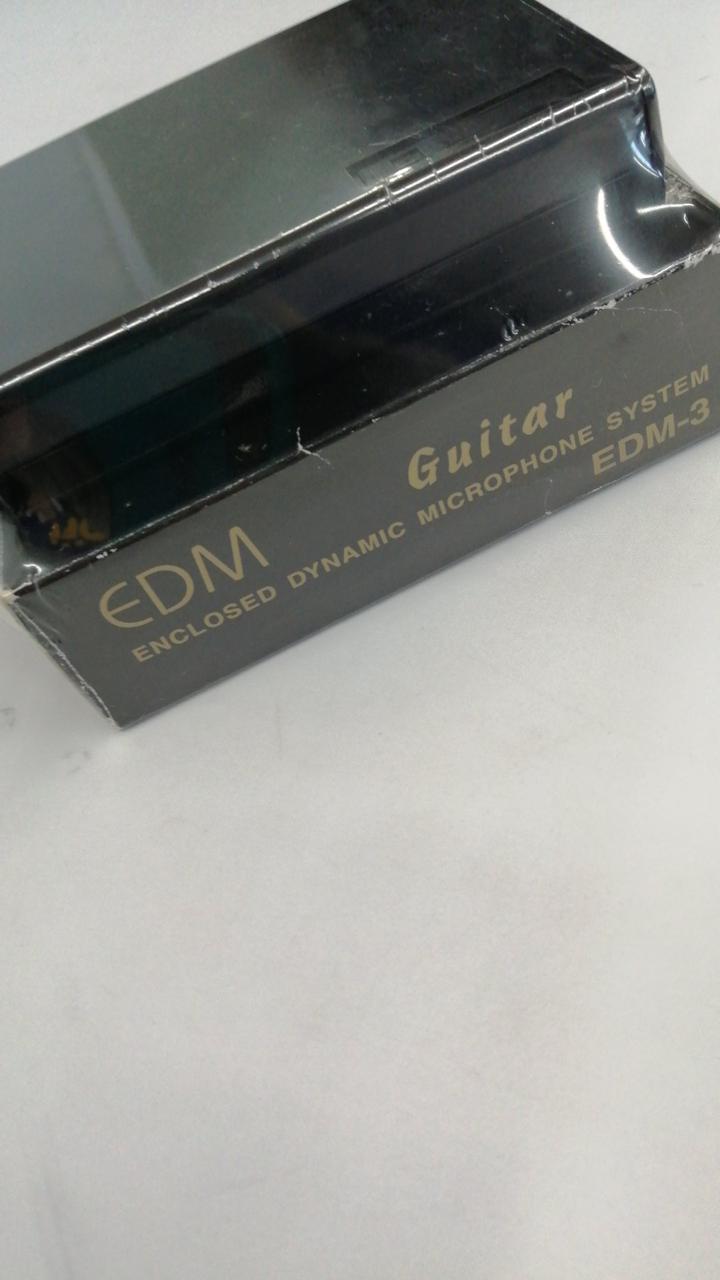 EDM Guitar
ENCLOSED DYNAMIC MICROPHONE SYSTEM
EDM-3